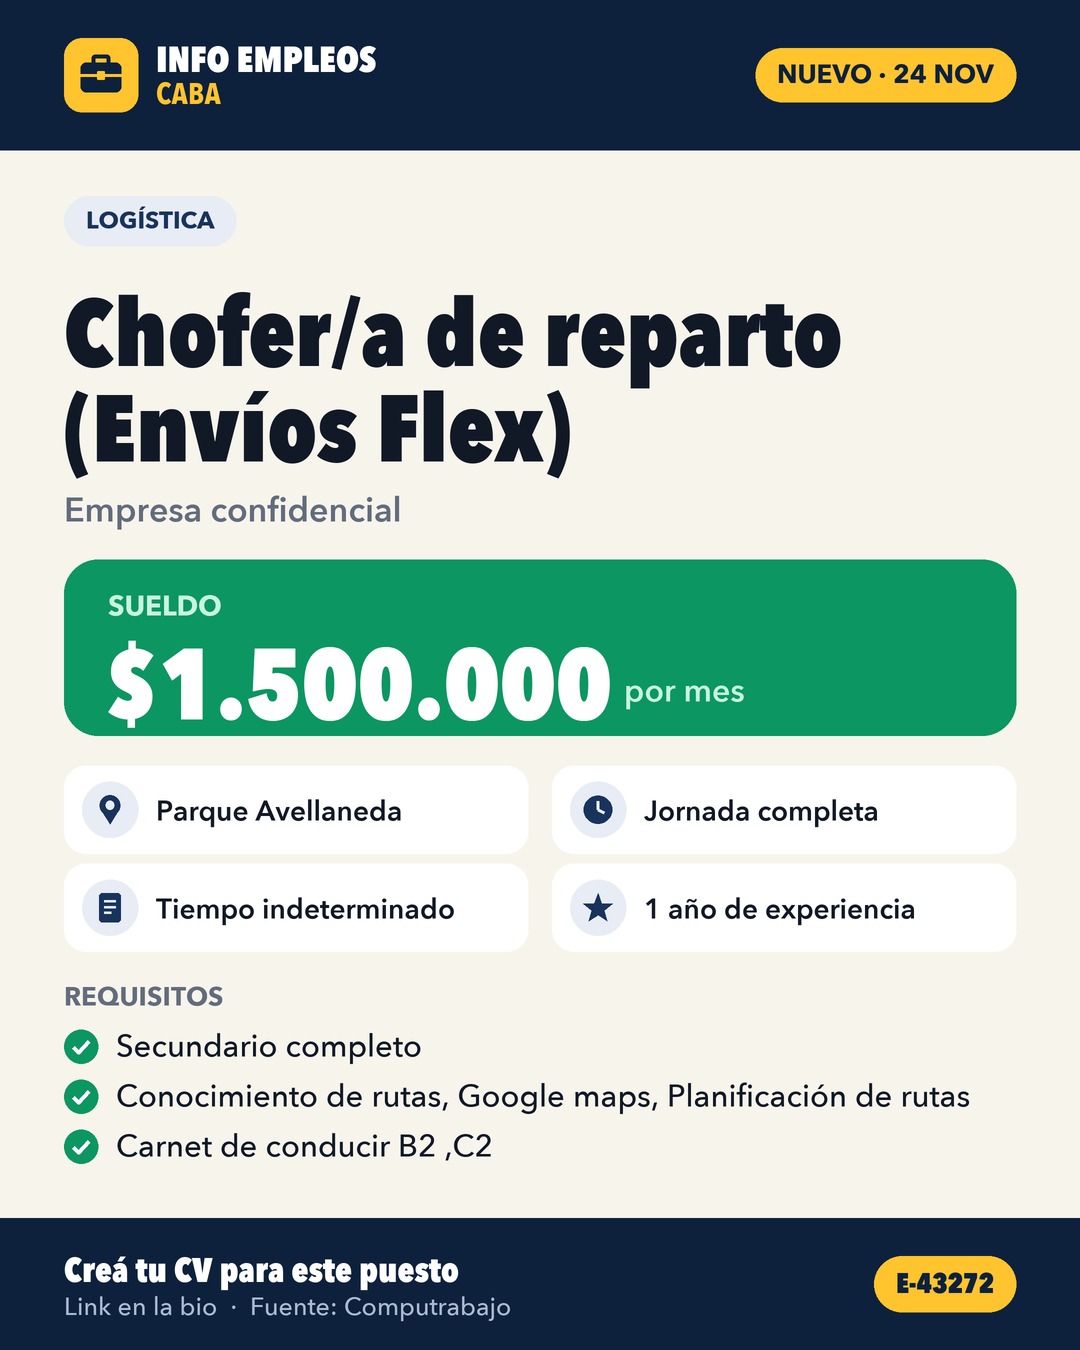 INFO EMPLEOS
CABA
NUEVO · 24 NOV
LOGÍSTICA
Chofer/a de reparto
(Envíos Flex)
Empresa confidencial
SUELDO
$1.500.000 por mes
Parque Avellaneda
Jornada completa
Tiempo indeterminado
1 año de experiencia
REQUISITOS
Secundario completo
Conocimiento de rutas, Google maps, Planificación de rutas
Carnet de conducir B2 ,C2
Creá tu CV para este puesto
Link en la bio · Fuente: Computrabajo
E-43272